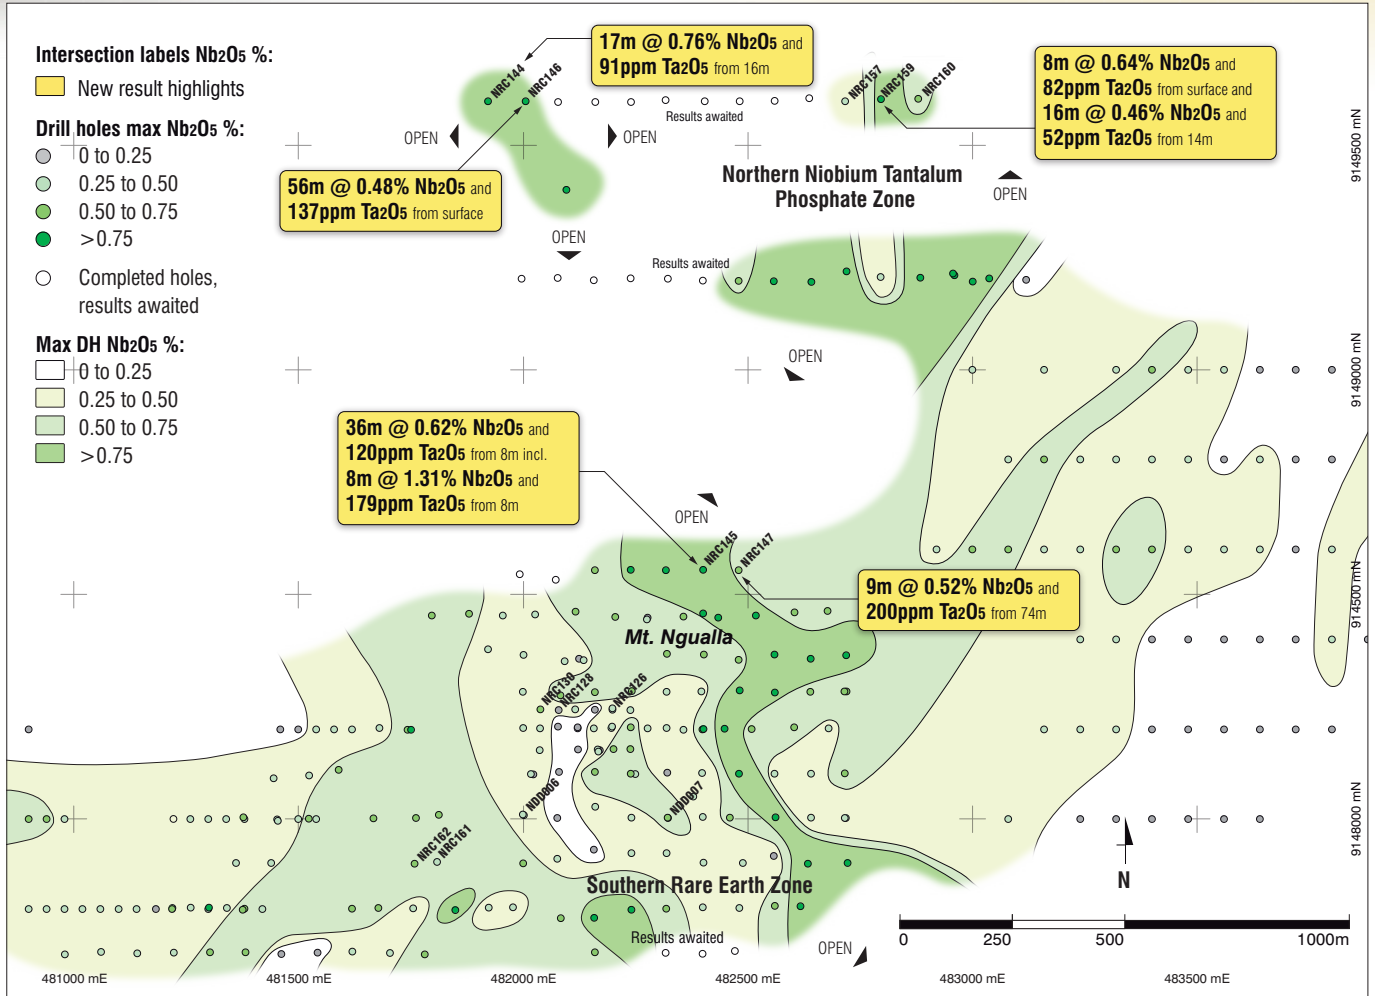 Intersection labels Nb2O5 %:
New result highlights
Drill holes max Nb2O5 %:
0 to 0.25
0.25 to 0.50
0.50 to 0.75
>0.75
Completed holes,
results awaited
Max DH Nb2O5 %:
0 to 0.25
0.25 to 0.50
0.50 to 0.75
>0.75
17m @ 0.76% Nb2O5 and
91ppm Ta2O5 from 16m
8m @ 0.64% Nb2O5 and
82ppm Ta2O5 from surface and
16m @ 0.46% Nb2O5 and
52ppm Ta2O5 from 14m
56m @ 0.48% Nb2O5 and
137ppm Ta2O5 from surface
36m @ 0.62% Nb2O5 and
120ppm Ta2O5 from 8m incl.
8m @ 1.31% Nb2O5 and
179ppm Ta2O5 from 8m
9m @ 0.52% Nb2O5 and
200ppm Ta2O5 from 74m
NRC144
NRC146
NRC157
NRC159
NRC160
Results awaited
OPEN
OPEN
Northern Niobium Tantalum
Phosphate Zone
OPEN
OPEN
Results awaited
OPEN
OPEN
NRC145
NRC147
Mt. Ngualla
NRC130
NRC128
NRC126
NDD006
NDD007
NRC162
NRC161
Southern Rare Earth Zone
Results awaited
OPEN
N
0
250
500
1000m
9149500 mN
9149000 mN
914500 mN
9148000 mN
481000 mE
481500 mE
482000 mE
482500 mE
483000 mE
483500 mE